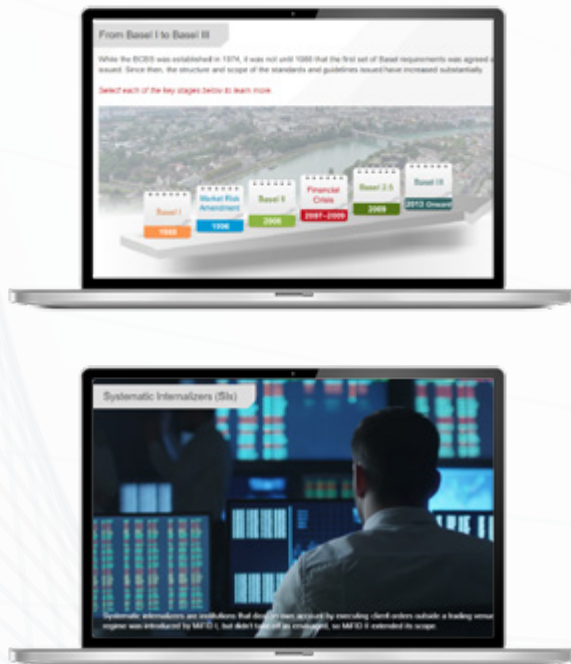 From Basel I to Basel III
While the BCBS was established in 1974, it was not until 1988 that the first set of Basel requirements was agreed
issued. Since then, the structure and scope of the standards and guidelines issued have increased substantially.
Select each of the key stages below to learn more.
Basel I
1988
Market Risk
Amendment
1996
Basel II
Financial
Crisis
2007–2009
Basel 2.5
2009
Basel III
2013 Onward
Systematic Internalizers (SIs)
Systematic internalizers are institutions that deal on own account by executing client orders outside a trading venue
regime was introduced by MiFID I, but didn't take off as envisaged, so MiFID II extended its scope.